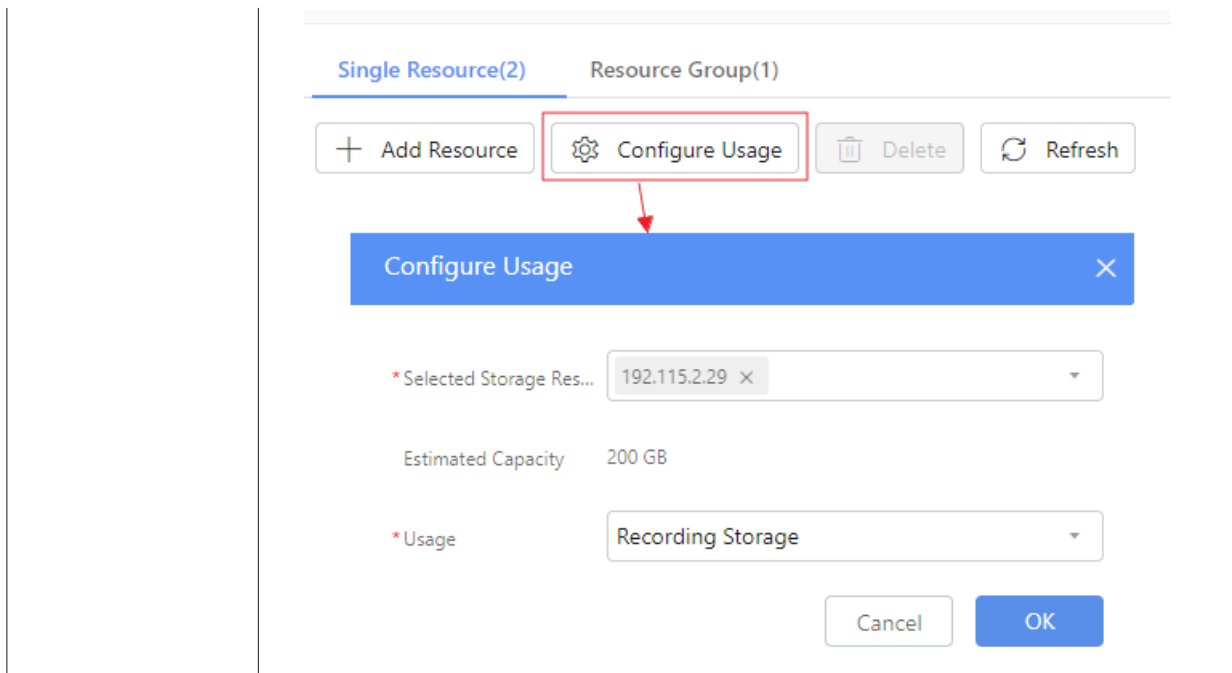 Single Resource(2) Resource Group(1)
Add Resource Configure Usage Delete Refresh
Configure Usage
* Selected Storage Res... 192.115.2.29 ×
Estimated Capacity 200 GB
* Usage Recording Storage
Cancel OK